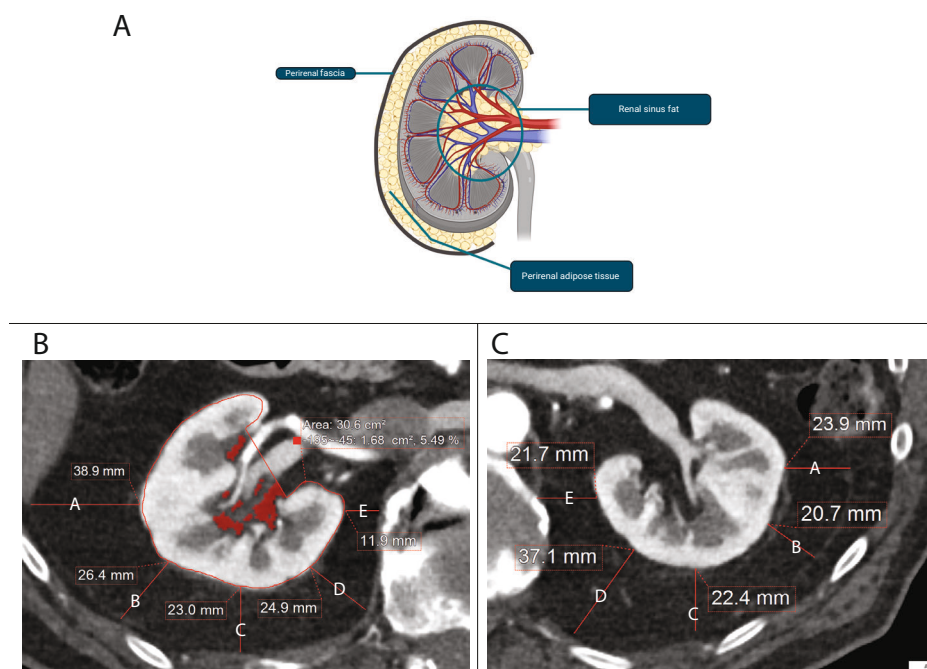 A
Perirenal fascia
Renal sinus fat
Perirenal adipose tissue
B
Area: 30.6 cm²
-195~-45 1.68 cm², 5.49 %
38.9 mm
A
E
11.9 mm
26.4 mm
B
23.0 mm
C
24.9 mm
D
C
23.9 mm
A
21.7 mm
E
20.7 mm
B
37.1 mm
D
22.4 mm
C